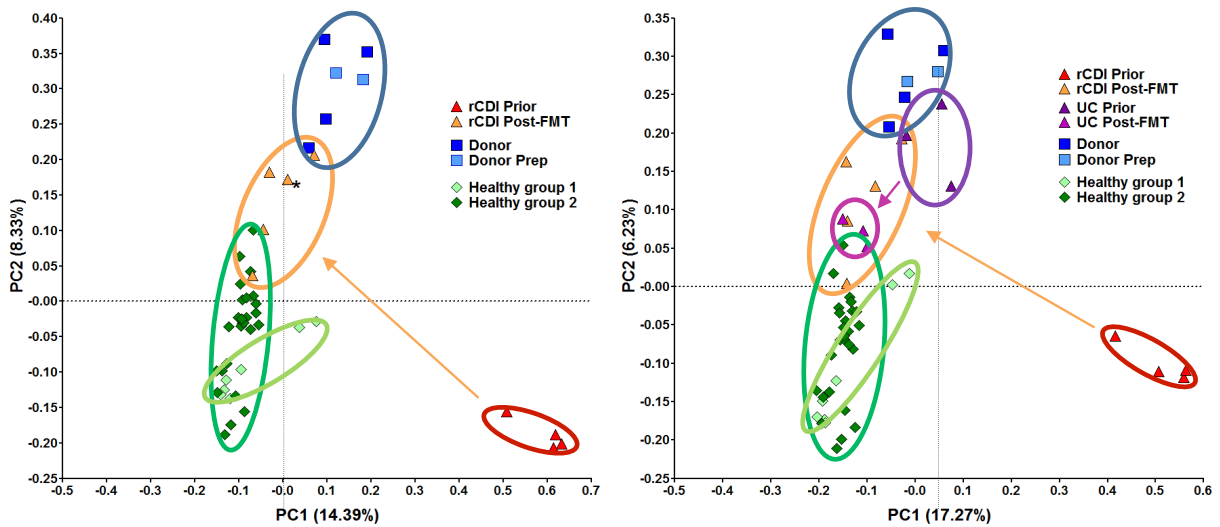 0.40
0.35
0.30
0.25
0.20
0.15
0.10
0.05
-0.00
-0.05
-0.10
-0.15
-0.20
-0.25
PC2 (8.33%)
-0.5 -0.4 -0.3 -0.2 -0.1 -0.0 0.1 0.2 0.3 0.4 0.5 0.6 0.7
PC1 (14.39%)
rCDI Prior
rCDI Post-FMT
Donor
Donor Prep
Healthy group 1
Healthy group 2
*
0.35
0.30
0.25
0.20
0.15
0.10
0.05
-0.00
-0.05
-0.10
-0.15
-0.20
-0.25
PC2 (6.23%)
-0.5 -0.4 -0.3 -0.2 -0.1 -0.0 0.1 0.2 0.3 0.4 0.5 0.6
PC1 (17.27%)
rCDI Prior
rCDI Post-FMT
UC Prior
UC Post-FMT
Donor
Donor Prep
Healthy group 1
Healthy group 2